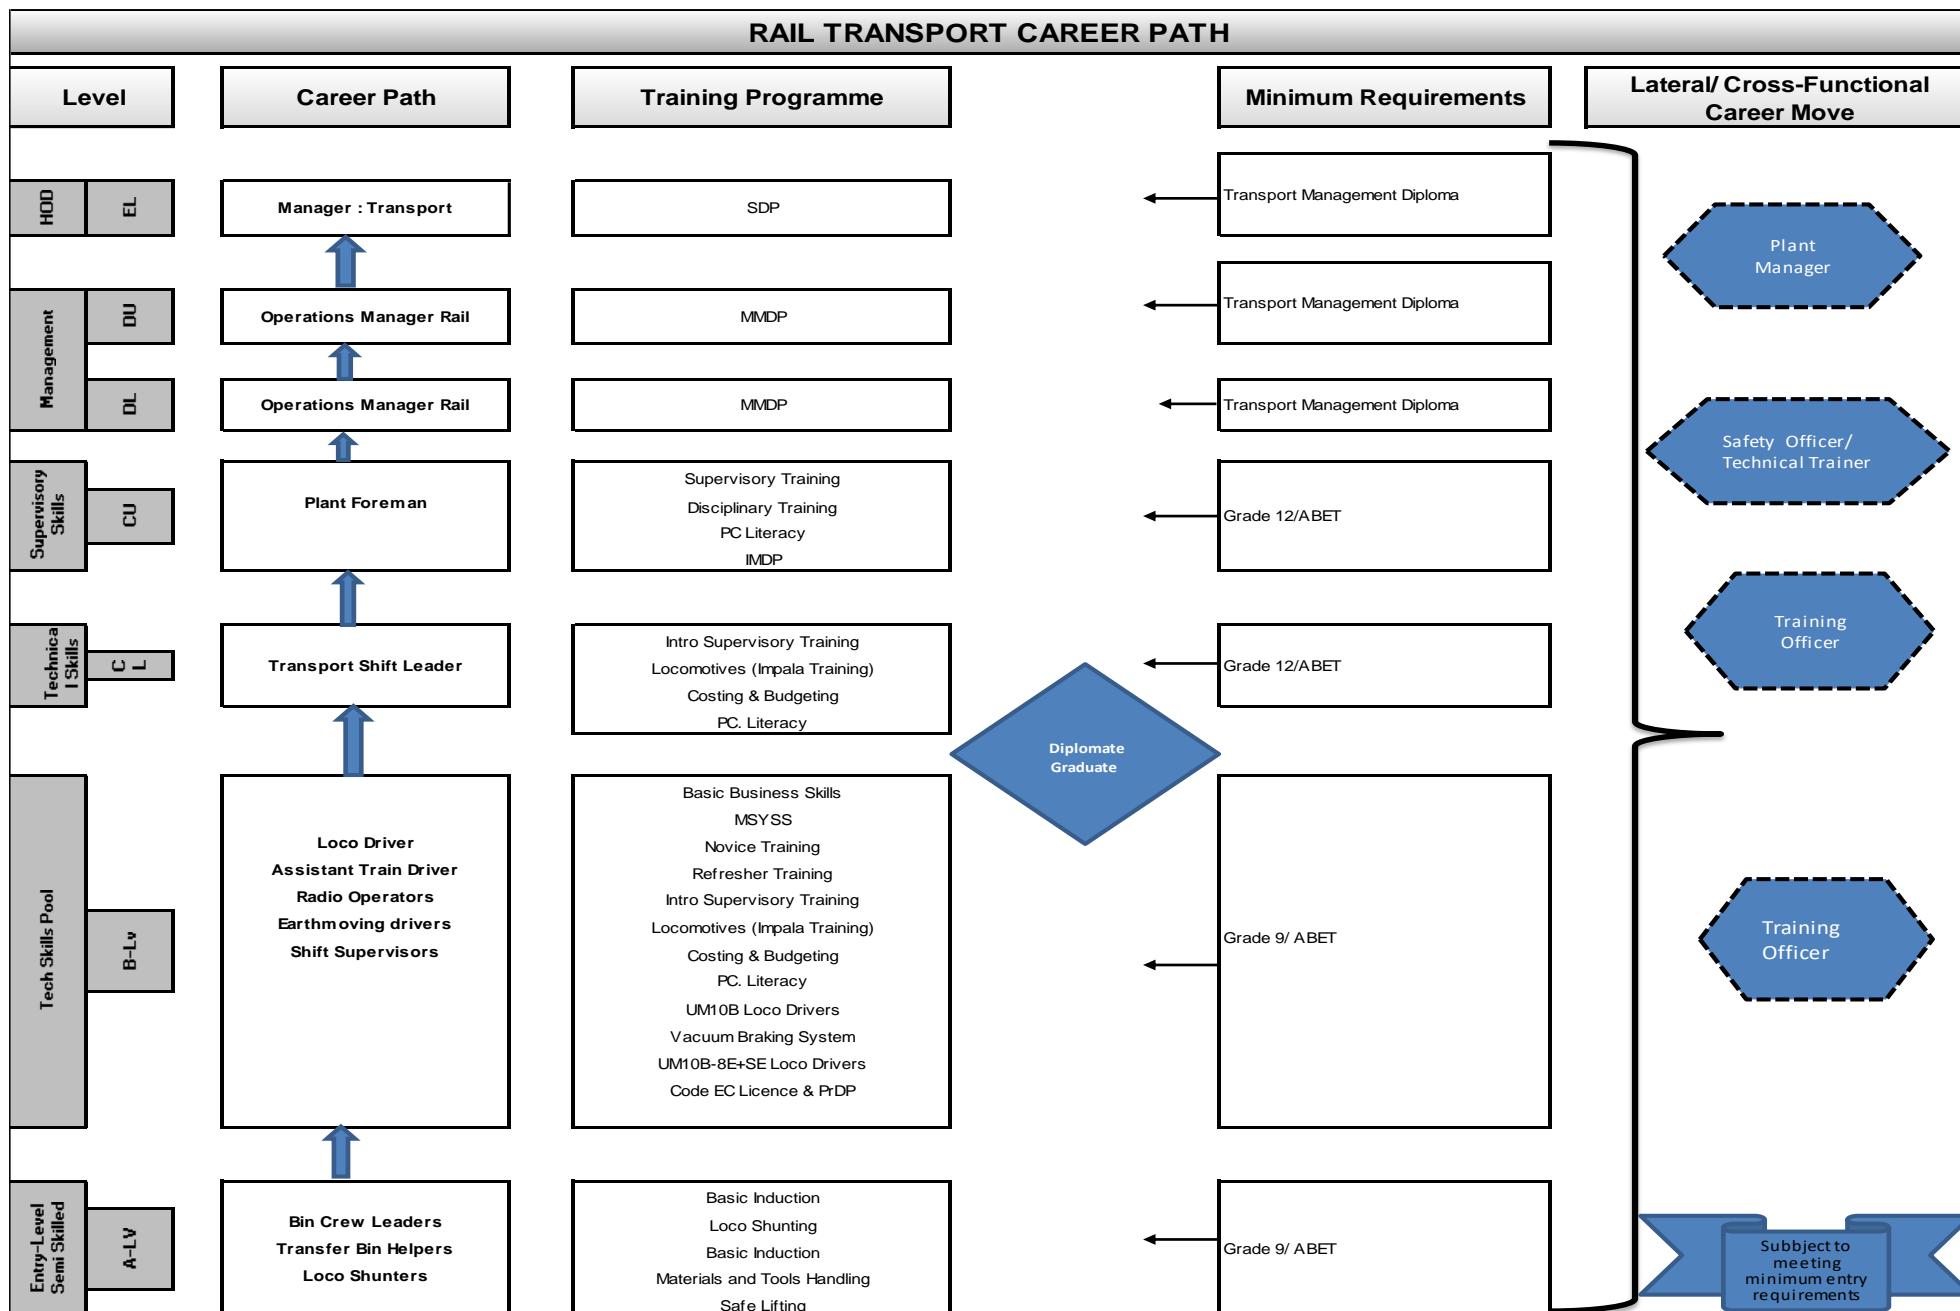 RAIL TRANSPORT CAREER PATH
Level
Career Path
Training Programme
Minimum Requirements
Lateral/ Cross-Functional
Career Move
HOD
EL
Manager : Transport
SDP
Transport Management Diploma
Plant
Manager
Management
DU
Operations Manager Rail
MMDP
Transport Management Diploma
DL
Operations Manager Rail
MMDP
Transport Management Diploma
Safety Officer/
Technical Trainer
Supervisory
Skills
CU
Plant Foreman
Supervisory Training
Disciplinary Training
PC Literacy
IMDP
Grade 12/ABET
Training
Officer
Technica
l Skills
C
L
Transport Shift Leader
Intro Supervisory Training
Locomotives (Impala Training)
Costing & Budgeting
PC. Literacy
Grade 12/ABET
Diplomate
Graduate
Tech Skills Pool
B-Lv
Loco Driver
Assistant Train Driver
Radio Operators
Earthmoving drivers
Shift Supervisors
Basic Business Skills
MSYSS
Novice Training
Refresher Training
Intro Supervisory Training
Locomotives (Impala Training)
Costing & Budgeting
PC. Literacy
UM10B Loco Drivers
Vacuum Braking System
UM10B-8E+SE Loco Drivers
Code EC Licence & PrDP
Grade 9/ ABET
Training
Officer
Entry-Level
Semi Skilled
A-LV
Bin Crew Leaders
Transfer Bin Helpers
Loco Shunters
Basic Induction
Loco Shunting
Basic Induction
Materials and Tools Handling
Safe Lifting
Grade 9/ ABET
Subbject to
meeting
minimum entry
requirements